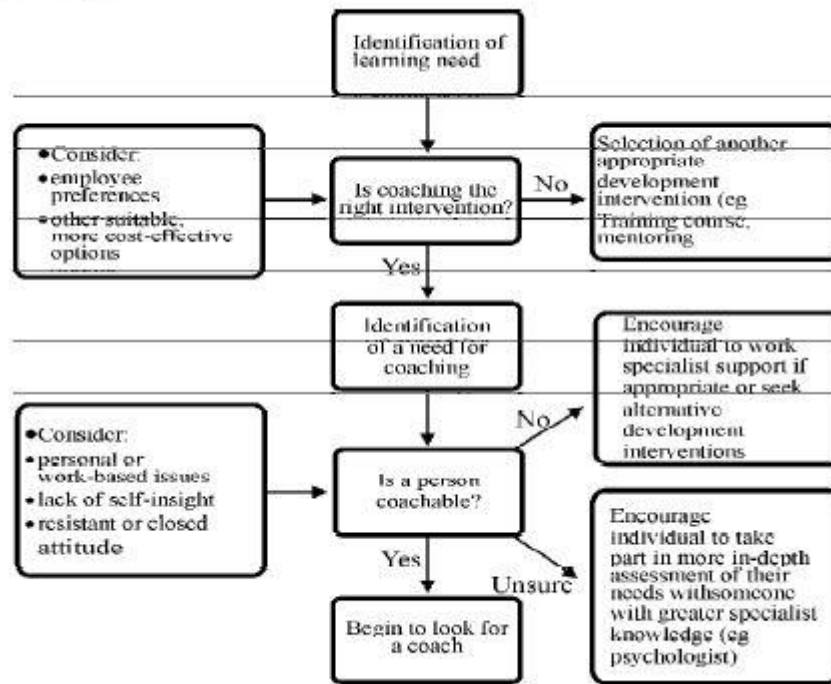 Identification of
learning need
●Consider:
●employee
preferences
●other suitable,
more cost-effective
options
Is coaching the
right intervention?
No
Selection of another
appropriate
development
intervention (eg
Training course,
mentoring
Yes
Identification
of a need for
coaching
Encourage
individual to work
specialist support if
appropriate or seek
alternative
development
interventions
No
●Consider:
•personal or
work-based issues
•lack of self-insight
•resistant or closed
attitude
Is a person
coachable?
Yes
Unsure
Encourage
individual to take
part in more in-depth
assessment of their
needs withsomeone
with greater specialist
knowledge (eg
psychologist)
Begin to look for
a coach